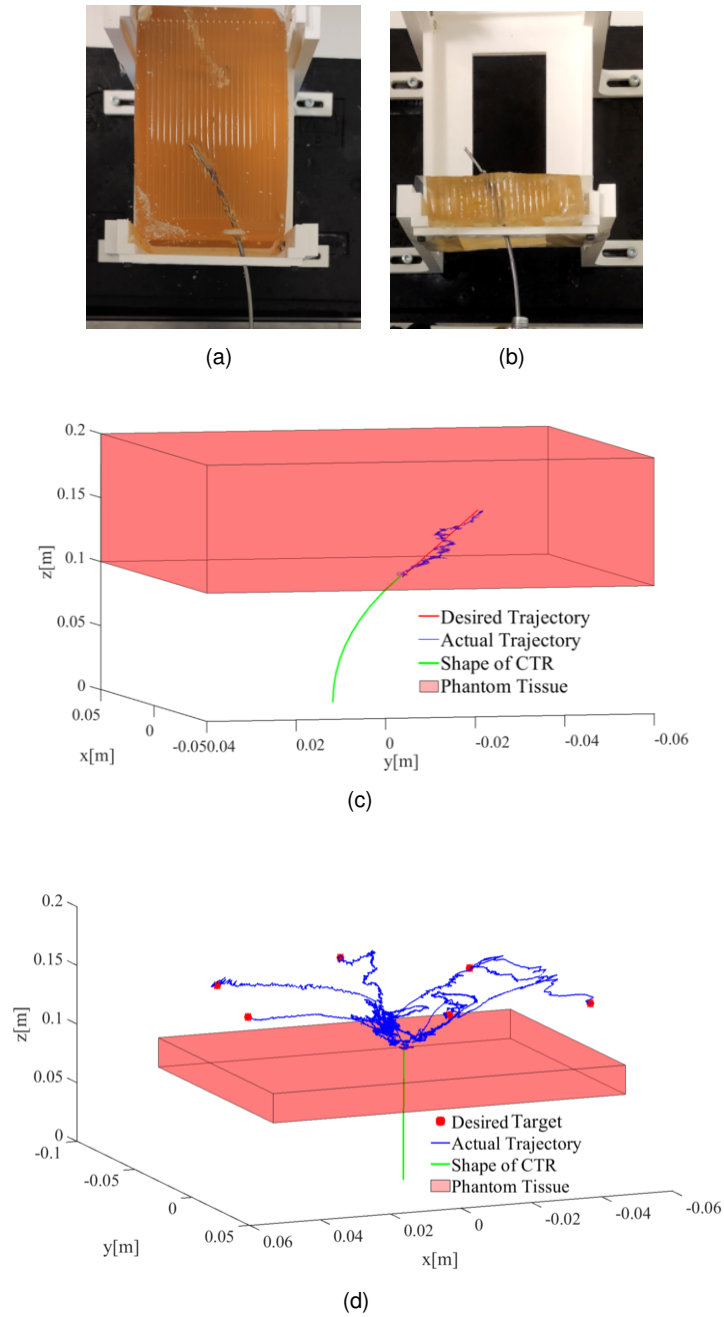 (a)
(b)
0.2
0.15
0.1
0.05
0
z[m]
0.05
0
-0.05
x[m]
0.04
0.02
0
-0.02
-0.04
-0.06
y[m]
Desired Trajectory
Actual Trajectory
Shape of CTR
Phantom Tissue
(c)
0.2
0.15
0.1
0.05
0
z[m]
-0.1
-0.05
0
0.05
y[m]
0.06
0.04
0.02
0
-0.02
-0.04
-0.06
x[m]
Desired Target
Actual Trajectory
Shape of CTR
Phantom Tissue
(d)